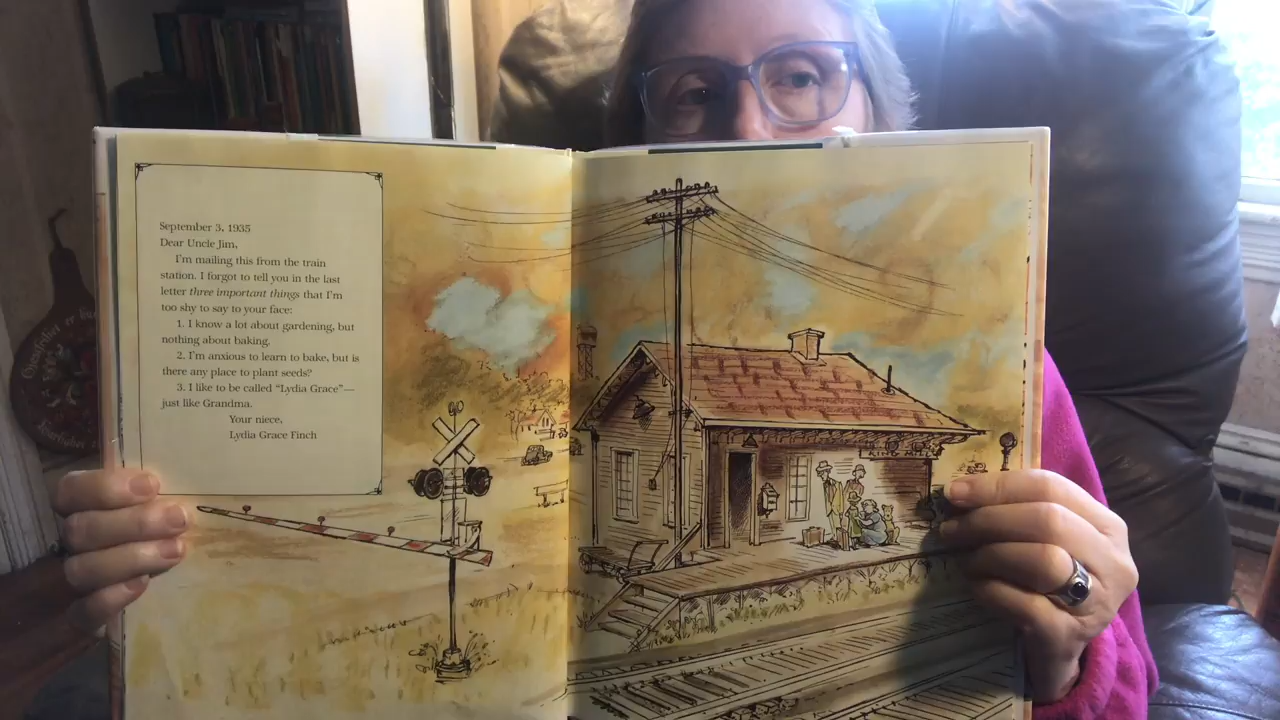 September 3, 1935
Dear Uncle Jim,
I'm mailing this from the train
station. I forgot to tell you in the last
letter three important things that I'm
too shy to say to your face:
1. I know a lot about gardening, but
nothing about baking.
2. I'm anxious to learn to bake, but is
there any place to plant seeds?
3. I like to be called "Lydia Grace"—
just like Grandma.
Your niece,
Lydia Grace Finch